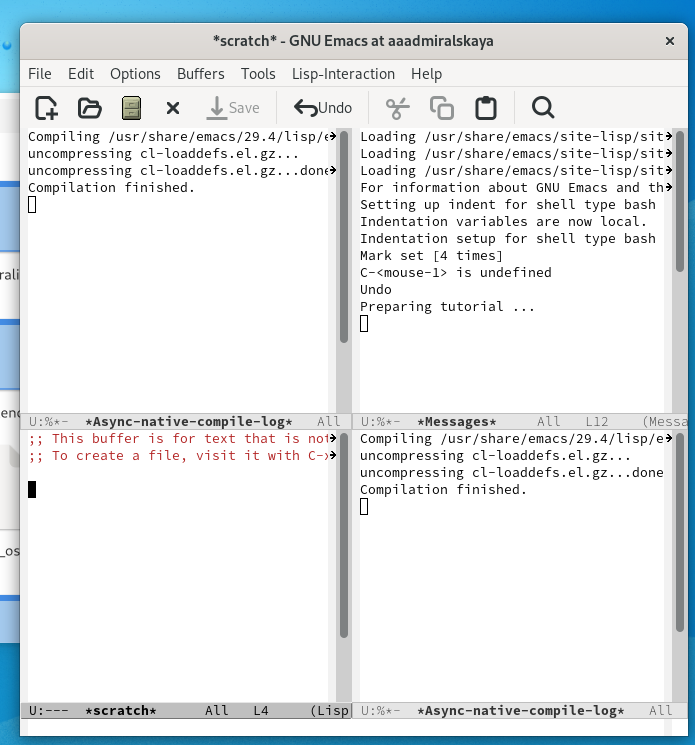 *scratch* - GNU Emacs at aaadmiralskaya
File Edit Options Buffers Tools Lisp-Interaction Help
Save Undo
Compiling /usr/share/emacs/29.4/lisp/e
uncompressing cl-loaddefs.el.gz...
uncompressing cl-loaddefs.el.gz...done
Compilation finished.
U:%*- *Async-native-compile-log* All
Loading /usr/share/emacs/site-lisp/sit
Loading /usr/share/emacs/site-lisp/sit
Loading /usr/share/emacs/site-lisp/sit
For information about GNU Emacs and th
Setting up indent for shell type bash
Indentation variables are now local.
Indentation setup for shell type bash
Mark set [4 times]
C-<mouse-1> is undefined
Undo
Preparing tutorial ...
U:%*- *Messages* All L12 (Messa
;; This buffer is for text that is not
;; To create a file, visit it with C-x
U:--- *scratch* All L4 (Lisp
Compiling /usr/share/emacs/29.4/lisp/e
uncompressing cl-loaddefs.el.gz...
uncompressing cl-loaddefs.el.gz...done
Compilation finished.
U:%*- *Async-native-compile-log* All